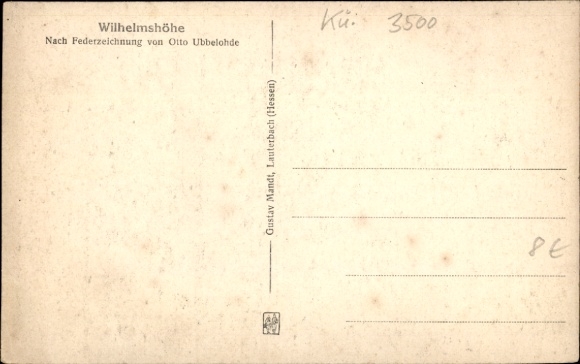 Wilhelmshöhe
Nach Federzeichnung von Otto Ubbelohde
Kü. 3500
Gustav Mandt, Lauterbach (Hessen)
8 €